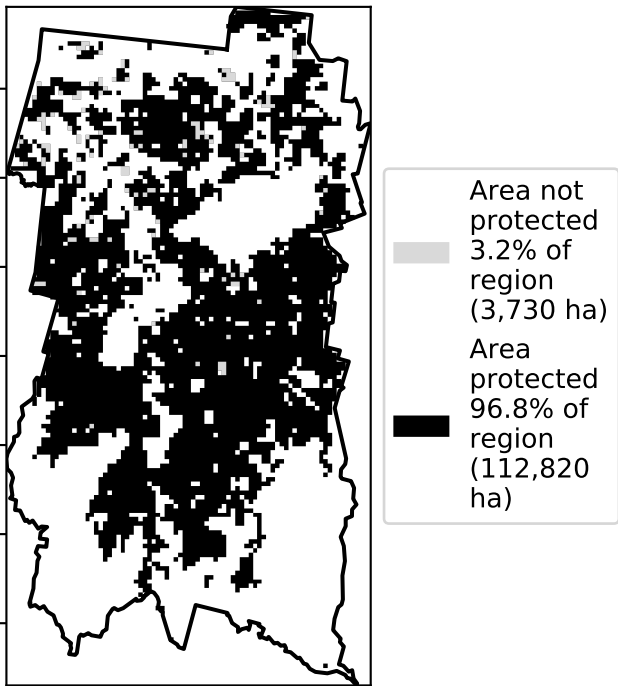 Area not
protected
3.2% of
region
(3,730 ha)
Area
protected
96.8% of
region
(112,820
ha)